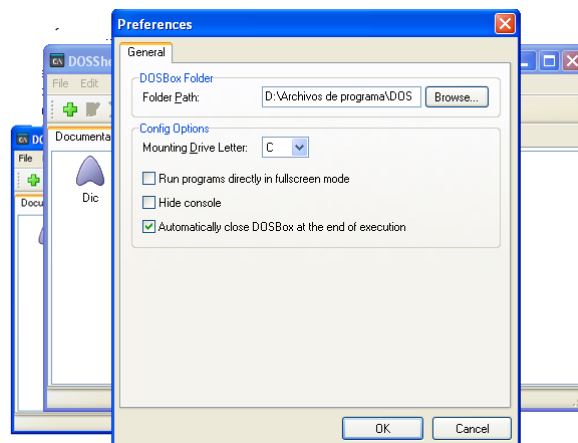 Preferences
General
DOSBox Folder
Folder Path: D:\Archivos de programa\DOS Browse...
Config Options
Mounting Drive Letter: C
Run programs directly in fullscreen mode
Hide console
Automatically close DOSBox at the end of execution
OK Cancel
DOSShe
File Edit
Documenta
Dic
DO
File
Docu